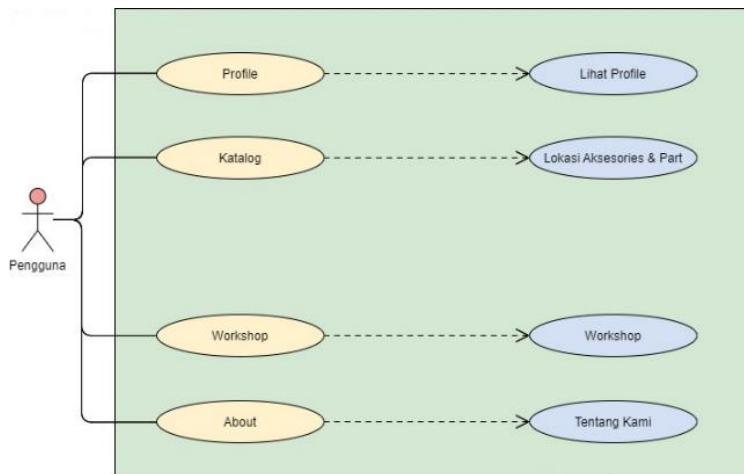 Profile
Lihat Profile
Katalog
Lokasi Aksesories & Part
Pengguna
Workshop
Workshop
About
Tentang Kami